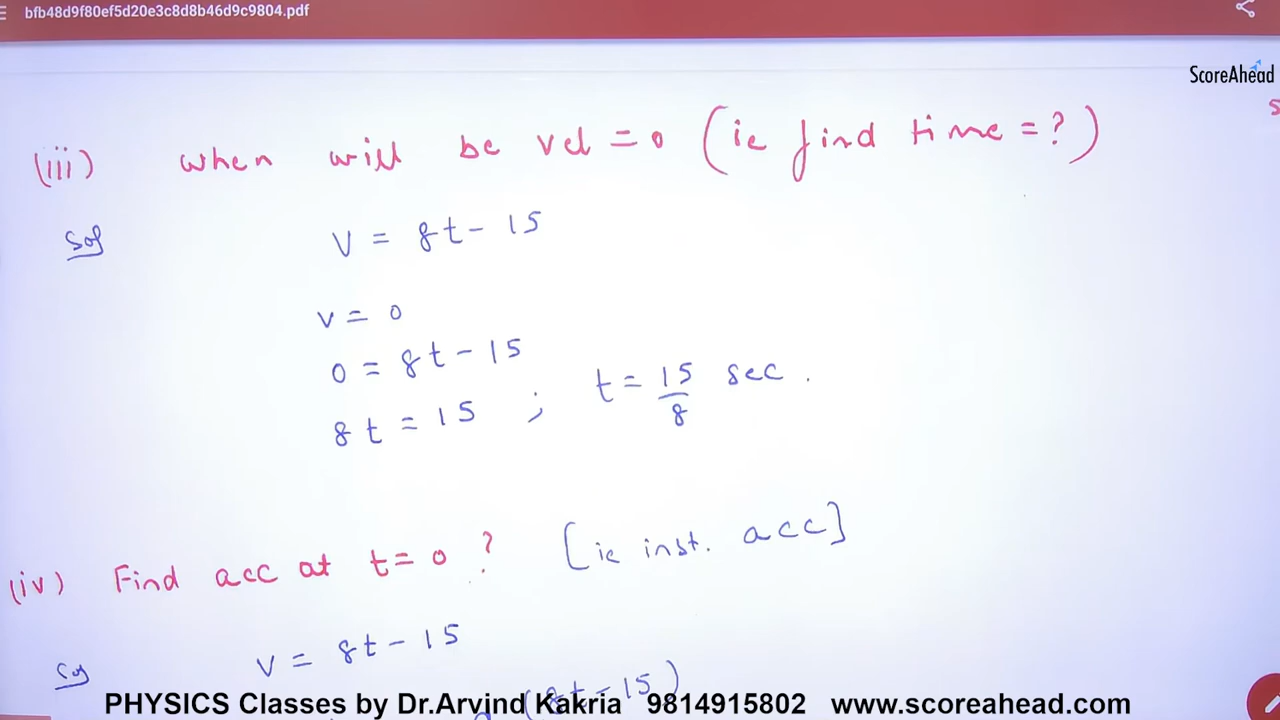 bfb48d9f80ef5d20e3c8d8b46d9c9804.pdf
ScoreAhead
(iii) when will be vel = 0 (ie find time = ?)
Sol
V = 8t - 15
v = 0
0 = 8t - 15
8t = 15 ; t = 15/8 sec.
(iv) Find acc at t = 0 ? [ie inst. acc]
Sol
v = 8t - 15
(8t - 15)
PHYSICS Classes by Dr.Arvind Kakria 9814915802 www.scoreahead.com